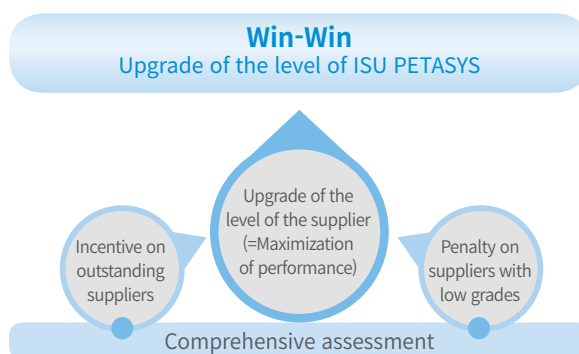 Win-Win
Upgrade of the level of ISU PETASYS
Upgrade of the
level of the supplier
(=Maximization
of performance)
Incentive on
outstanding
suppliers
Penalty on
suppliers with
low grades
Comprehensive assessment